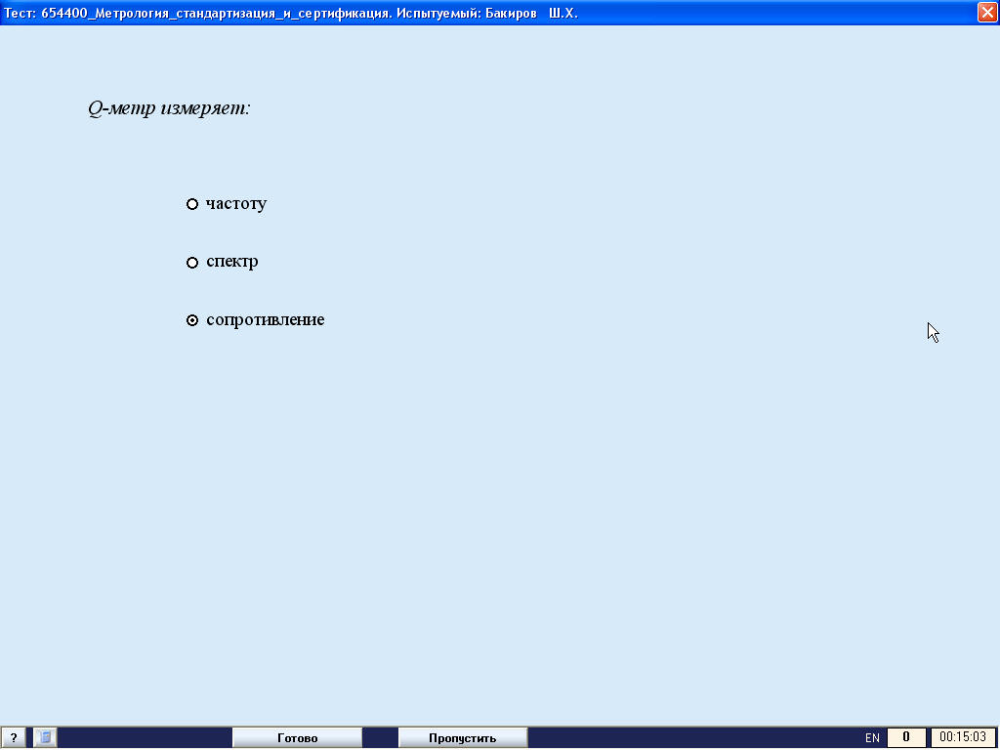 Тест: 654400_Метрология_стандартизация_и_сертификация. Испытуемый: Бакиров Ш.Х.
Q-метр измеряет:
частоту
спектр
сопротивление
? Готово Пропустить EN 0 00:15:03